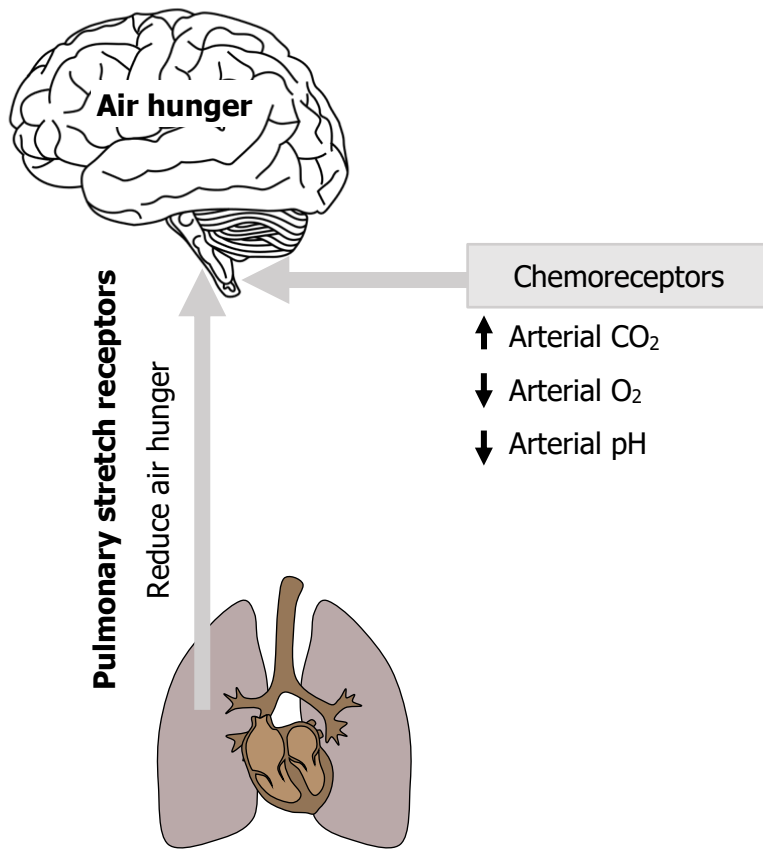 Air hunger
Chemoreceptors
↑ Arterial CO₂
↓ Arterial O₂
↓ Arterial pH
Pulmonary stretch receptors
Reduce air hunger